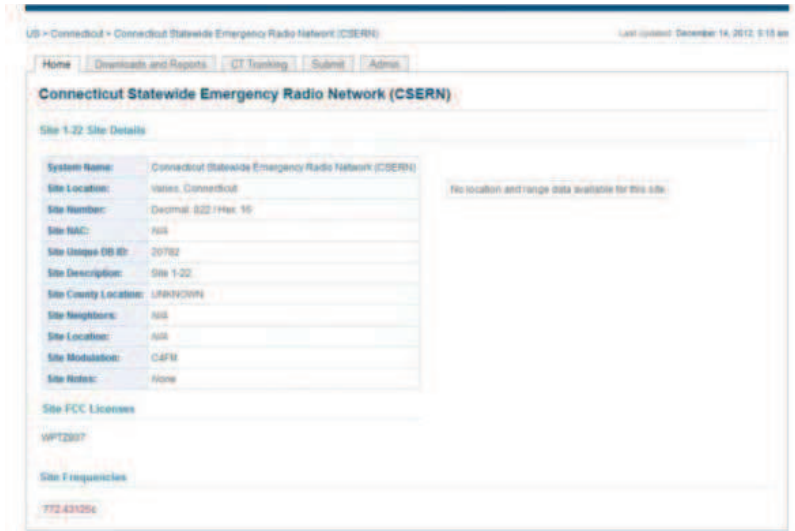 US > Connecticut > Connecticut Statewide Emergency Radio Network (CSERN)
Last Updated: December 14, 2012, 5:15 am
Home Downloads and Reports CT Trunking Submit Admin
Connecticut Statewide Emergency Radio Network (CSERN)
Site 1-22 Site Details
System Name: Connecticut Statewide Emergency Radio Network (CSERN)
Site Location: Varies, Connecticut
No location and range data available for this site
Site Number: Decimal: 022 / Hex: 16
Site NAC: N/A
Site Unique DB ID: 20782
Site Description: Site 1-22
Site County Location: UNKNOWN
Site Neighbors: N/A
Site Location: N/A
Site Modulation: C4FM
Site Notes: None
Site FCC Licenses
Site Frequencies
772.43125c